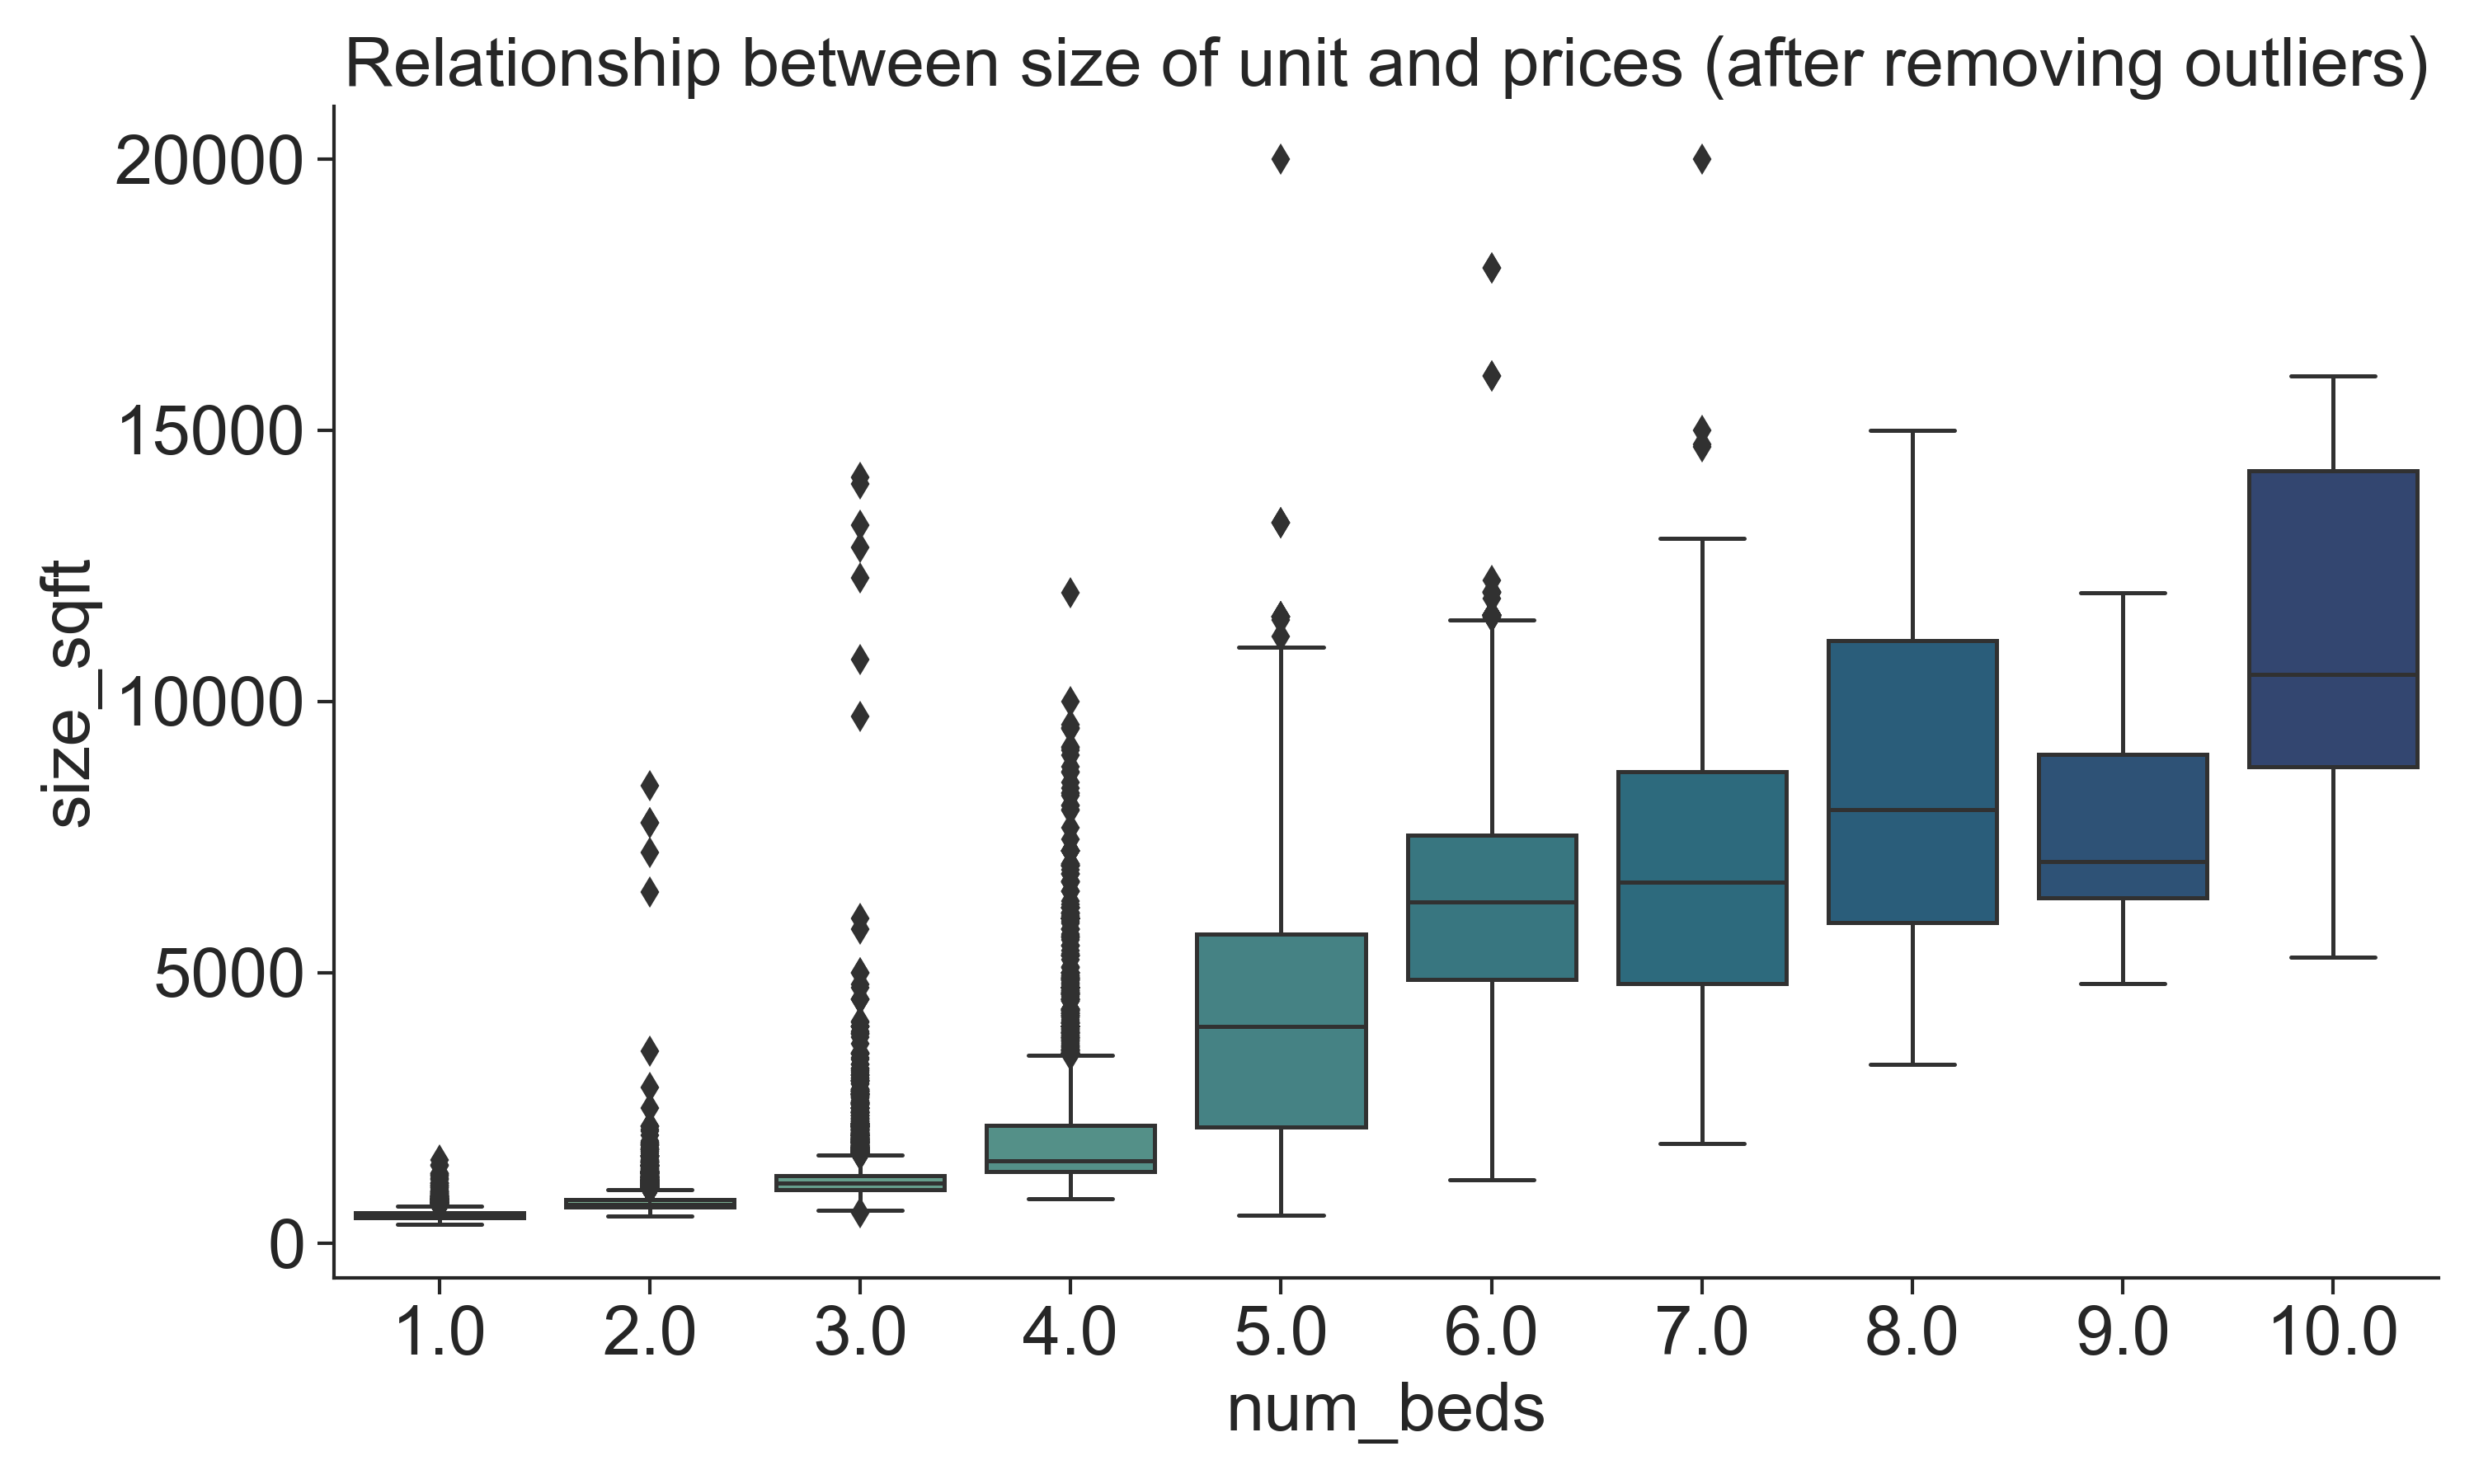 Relationship between size of unit and prices (after removing outliers)
20000
15000
10000
5000
0
size_sqft
1.0 2.0 3.0 4.0 5.0 6.0 7.0 8.0 9.0 10.0
num_beds